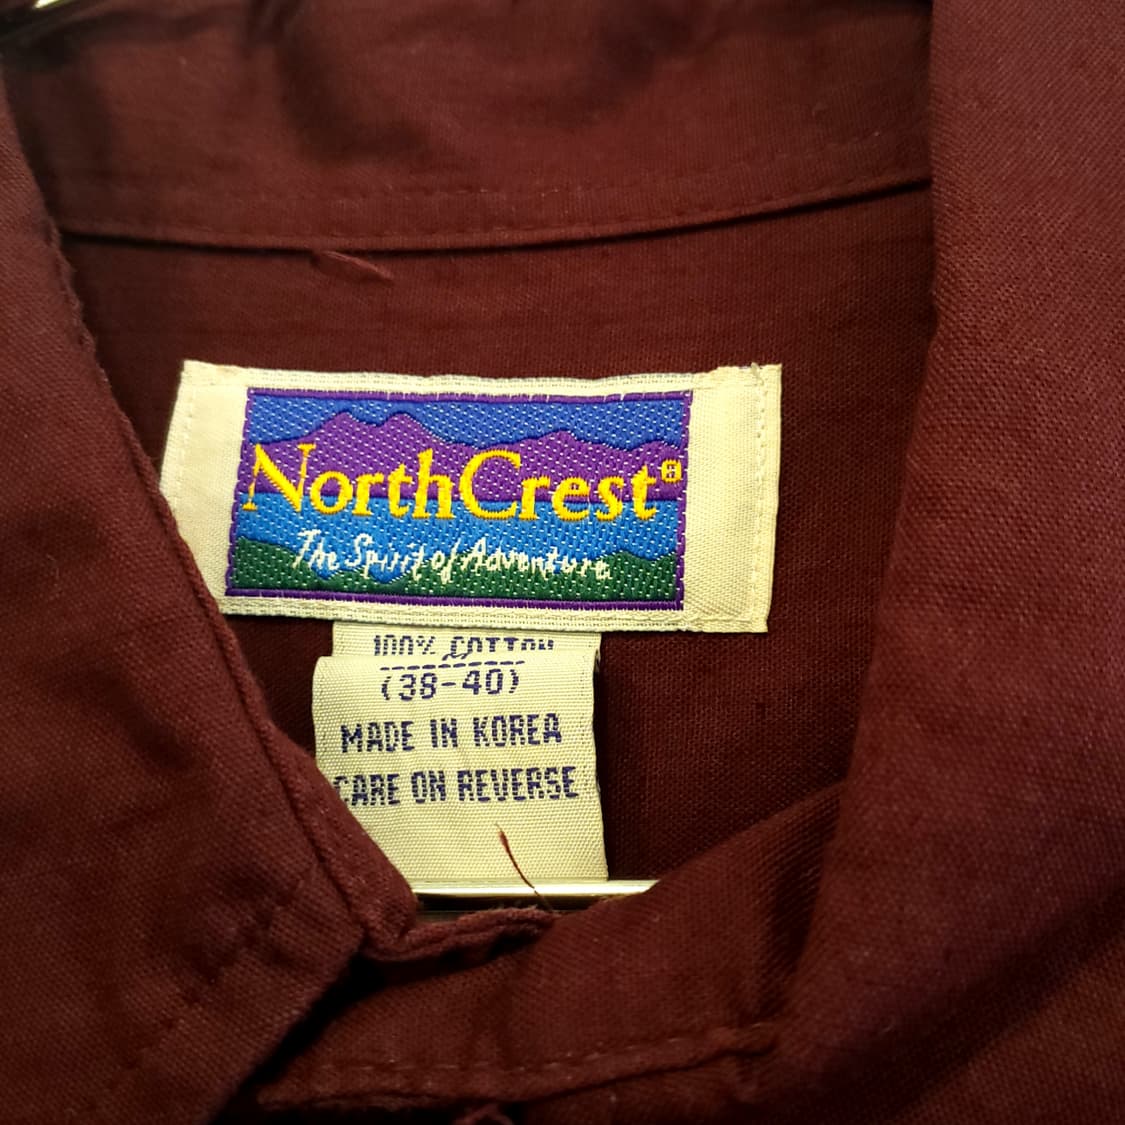 NorthCrest®
The Spirit of Adventure
100% COTTON
(38-40)
MADE IN KOREA
CARE ON REVERSE